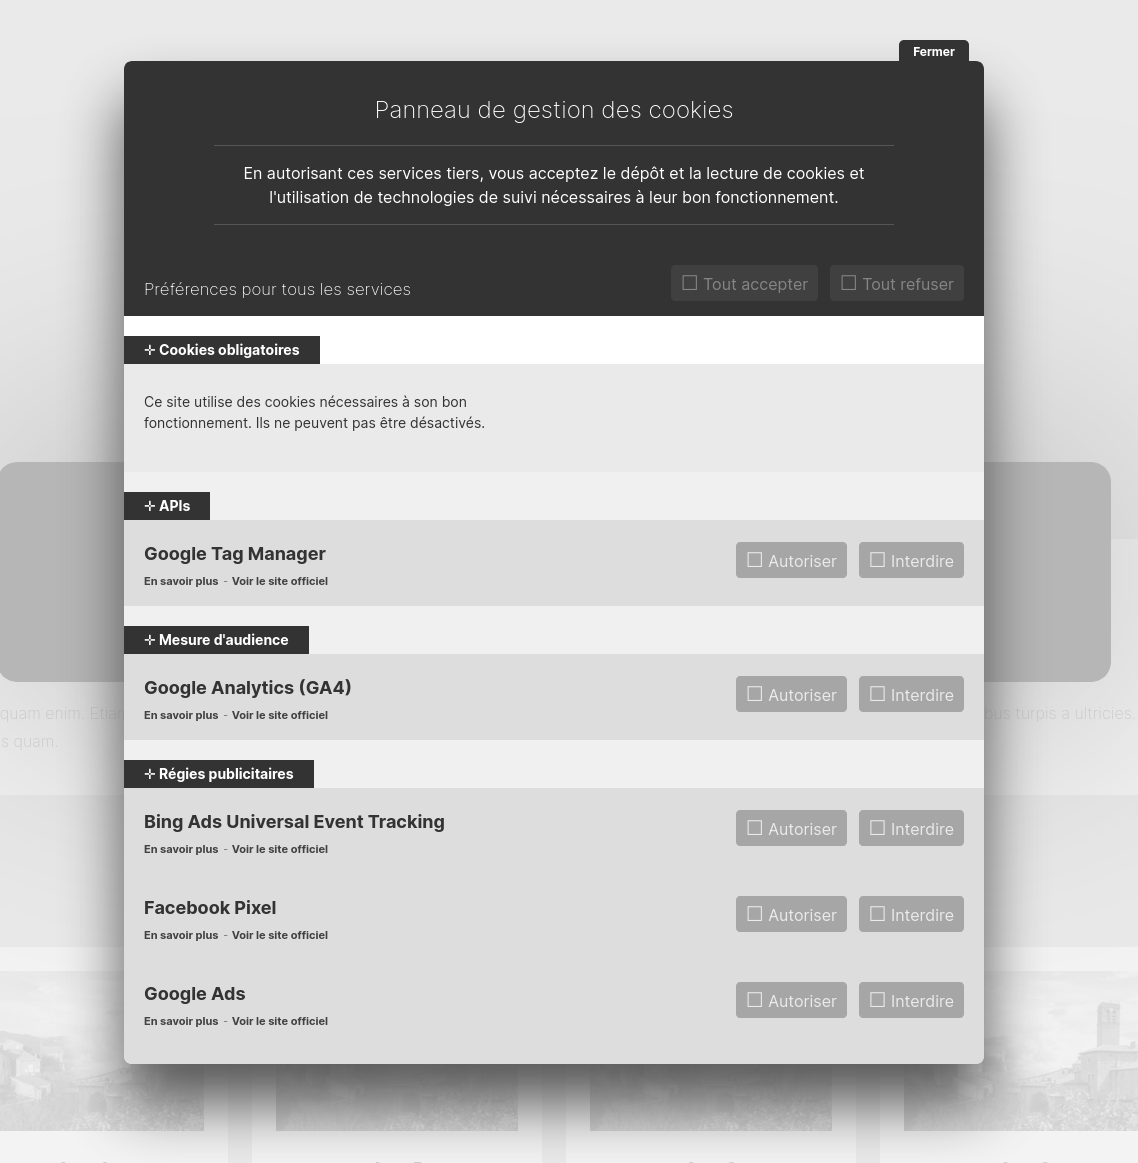 Fermer
Panneau de gestion des cookies
En autorisant ces services tiers, vous acceptez le dépôt et la lecture de cookies et
l'utilisation de technologies de suivi nécessaires à leur bon fonctionnement.
Préférences pour tous les services
☐ Tout accepter ☐ Tout refuser
✛ Cookies obligatoires
Ce site utilise des cookies nécessaires à son bon
fonctionnement. Ils ne peuvent pas être désactivés.
✛ APIs
Google Tag Manager
☐ Autoriser ☐ Interdire
En savoir plus - Voir le site officiel
✛ Mesure d'audience
Google Analytics (GA4)
☐ Autoriser ☐ Interdire
En savoir plus - Voir le site officiel
quam enim. turpis a ultricies.
s quam.
✛ Régies publicitaires
Bing Ads Universal Event Tracking
☐ Autoriser ☐ Interdire
En savoir plus - Voir le site officiel
Facebook Pixel
☐ Autoriser ☐ Interdire
En savoir plus - Voir le site officiel
Google Ads
☐ Autoriser ☐ Interdire
En savoir plus - Voir le site officiel